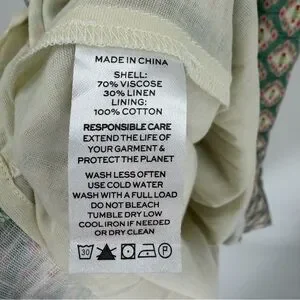 MADE IN CHINA
SHELL:
70% VISCOSE
30% LINEN
LINING:
100% COTTON
RESPONSIBLE CARE
EXTEND THE LIFE OF
YOUR GARMENT &
PROTECT THE PLANET
WASH LESS OFTEN
USE COLD WATER
WASH WITH A FULL LOAD
DO NOT BLEACH
TUMBLE DRY LOW
COOL IRON IF NEEDED
OR DRY CLEAN
30 P